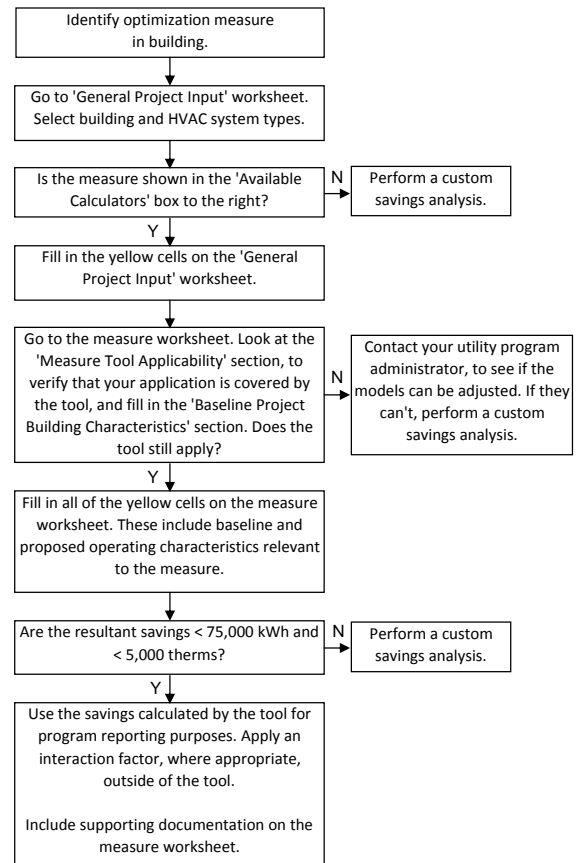 Identify optimization measure
in building.
Go to 'General Project Input' worksheet.
Select building and HVAC system types.
Is the measure shown in the 'Available
Calculators' box to the right?
N
Perform a custom
savings analysis.
Y
Fill in the yellow cells on the 'General
Project Input' worksheet.
Go to the measure worksheet. Look at the
'Measure Tool Applicability' section, to
verify that your application is covered by
the tool, and fill in the 'Baseline Project
Building Characteristics' section. Does the
tool still apply?
N
Contact your utility program
administrator, to see if the
models can be adjusted. If they
can't, perform a custom
savings analysis.
Y
Fill in all of the yellow cells on the measure
worksheet. These include baseline and
proposed operating characteristics relevant
to the measure.
Are the resultant savings < 75,000 kWh and
< 5,000 therms?
N
Perform a custom
savings analysis.
Y
Use the savings calculated by the tool for
program reporting purposes. Apply an
interaction factor, where appropriate,
outside of the tool.
Include supporting documentation on the
measure worksheet.